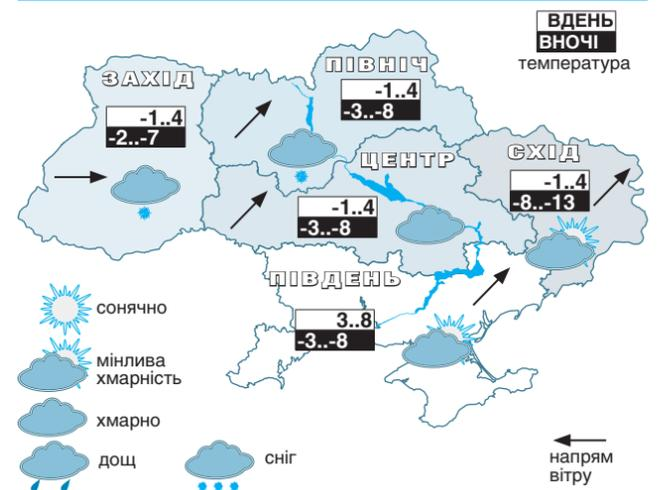 ВДЕНЬ
ВНОЧІ
температура
ЗАХІД
-1..4
-2..-7
ПІВНІЧ
-1..4
-3..-8
ЦЕНТР
-1..4
-3..-8
СХІД
-1..4
-8..-13
ПІВДЕНЬ
3..8
-3..-8
сонячно
мінлива
хмарність
хмарно
дощ
сніг
напрям
вітру